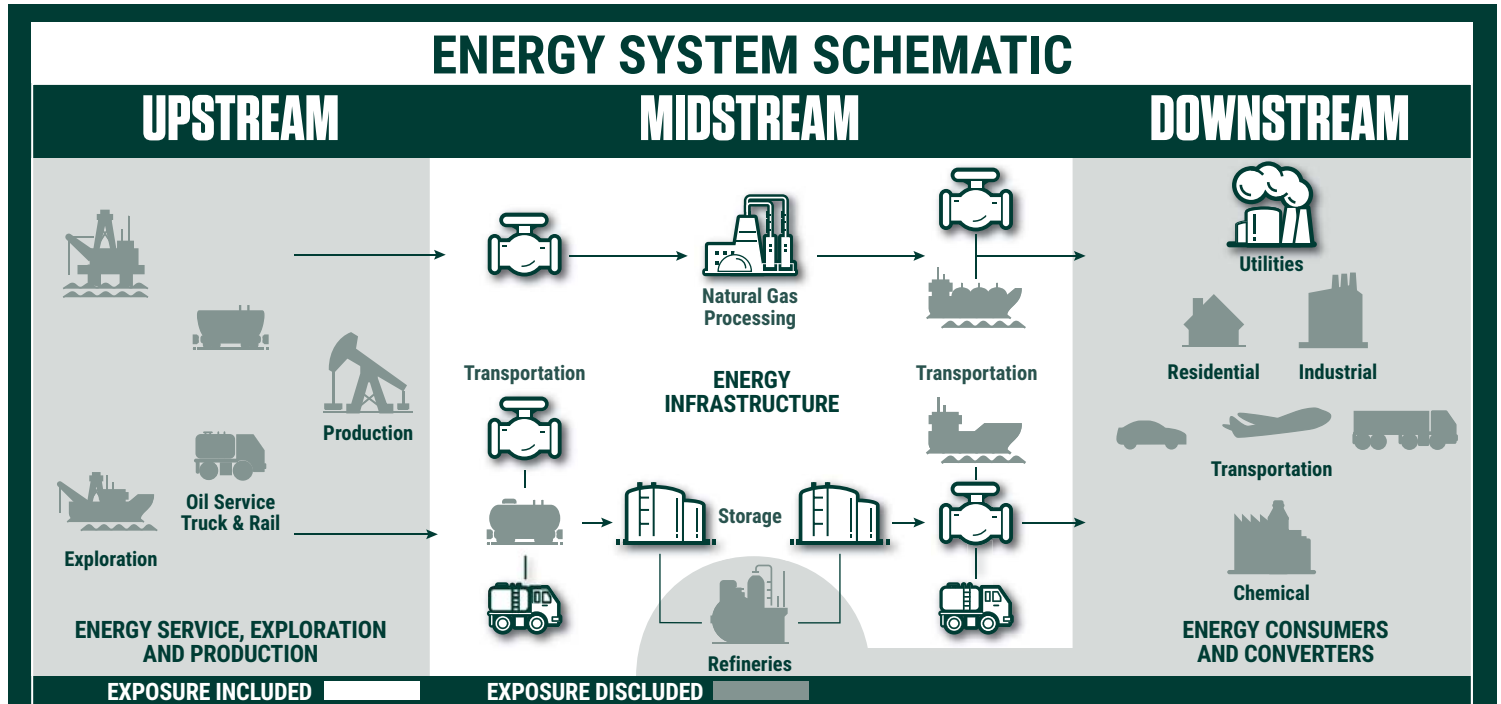 ENERGY SYSTEM SCHEMATIC
UPSTREAM
MIDSTREAM
DOWNSTREAM
Production
Oil Service
Truck & Rail
Exploration
ENERGY SERVICE, EXPLORATION
AND PRODUCTION
Transportation
Natural Gas
Processing
ENERGY
INFRASTRUCTURE
Transportation
Storage
Refineries
Utilities
Residential
Industrial
Transportation
Chemical
ENERGY CONSUMERS
AND CONVERTERS
EXPOSURE INCLUDED
EXPOSURE DISCLUDED